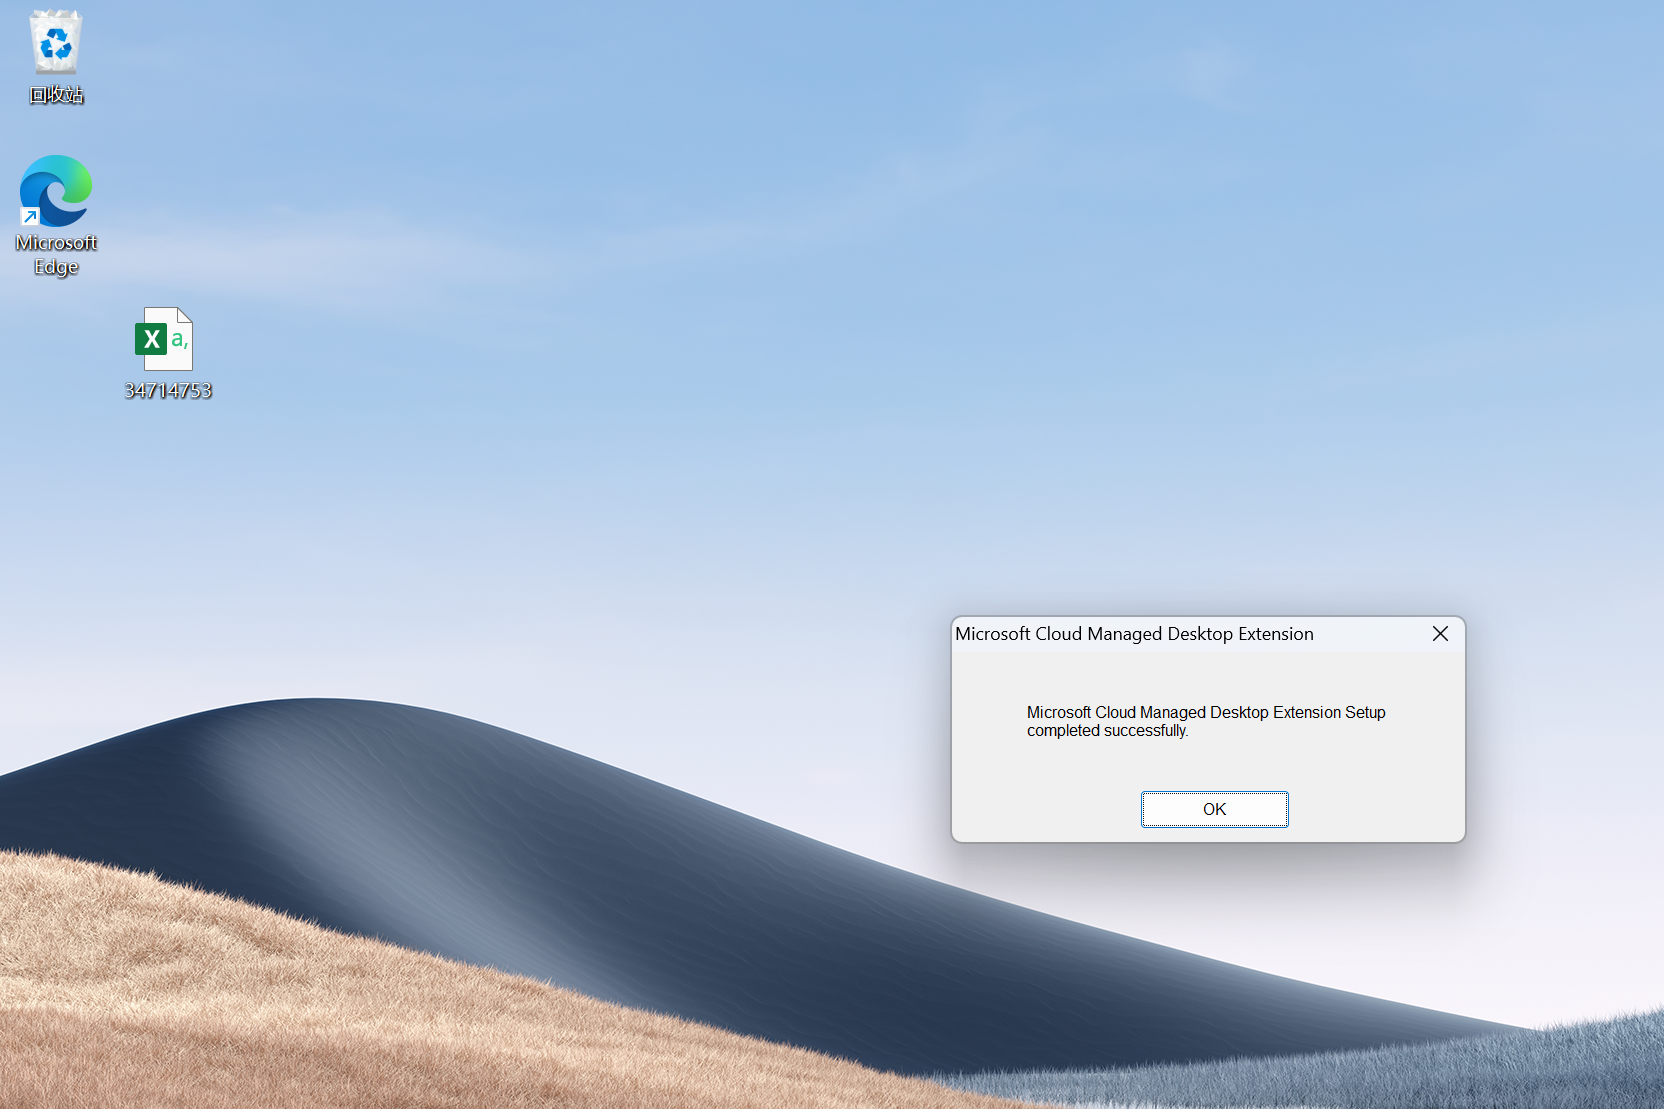 回收站
Microsoft
Edge
X a,
34714753
Microsoft Cloud Managed Desktop Extension
Microsoft Cloud Managed Desktop Extension Setup
completed successfully.
OK